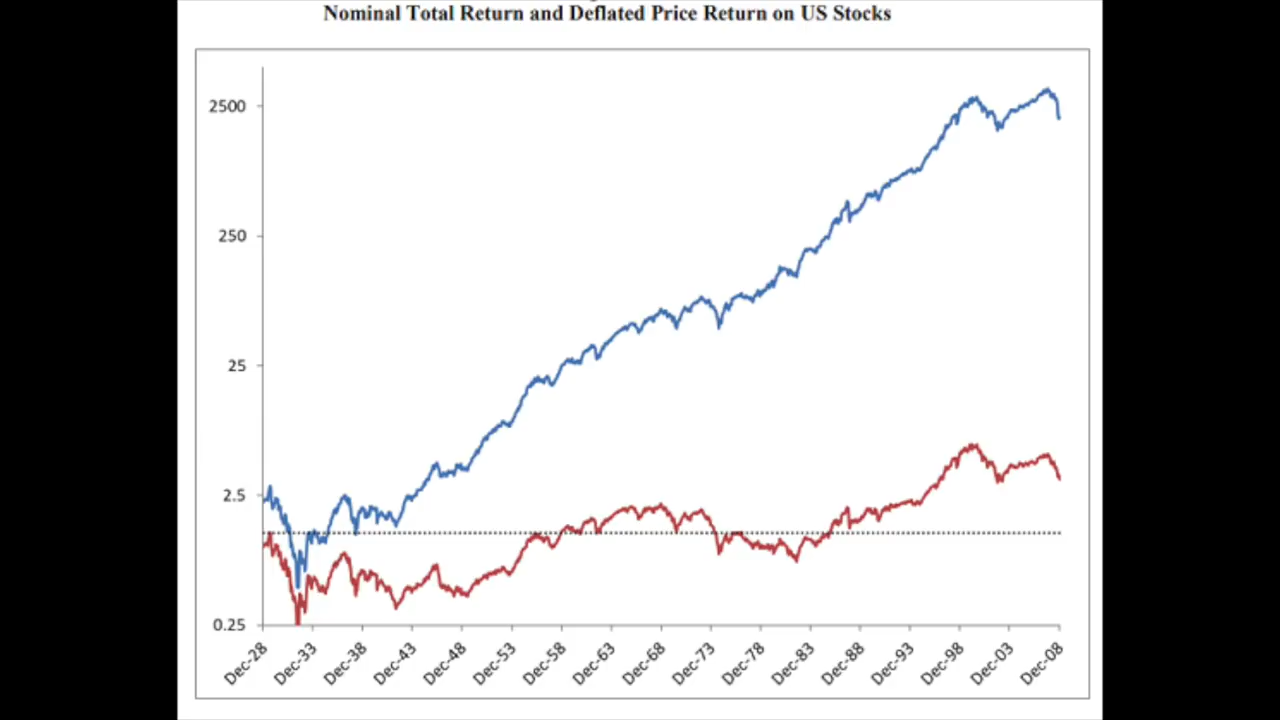 Nominal Total Return and Deflated Price Return on US Stocks
2500
250
25
2.5
0.25
Dec-28
Dec-33
Dec-38
Dec-43
Dec-48
Dec-53
Dec-58
Dec-63
Dec-68
Dec-73
Dec-78
Dec-83
Dec-88
Dec-93
Dec-98
Dec-03
Dec-08